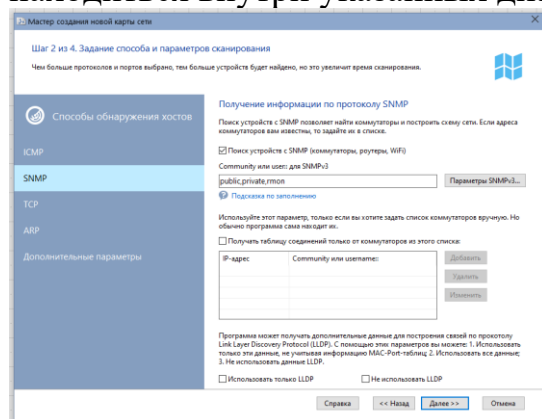 находиться внутри указанных диа
Мастер создания новой карты сети
Шаг 2 из 4. Задание способа и параметров сканирования
Чем больше протоколов и портов выбрано, тем больше устройств будет найдено, но это увеличит время сканирования.
Способы обнаружения хостов
ICMP
SNMP
TCP
ARP
Дополнительные параметры
Получение информации по протоколу SNMP
Поиск устройств с SNMP позволяет найти коммутаторы и построить схему сети. Если адреса
коммутаторов вам известны, то задайте их в списке.
Поиск устройств с SNMP (коммутаторы, роутеры, WiFi)
Community или user: для SNMPv3
public,private,rmon
Параметры SNMPv3...
Подсказка по заполнению
Используйте этот параметр, только если вы хотите задать список коммутаторов вручную. Но
обычно программа сама находит их.
Получать таблицу соединений только от коммутаторов из этого списка:
IP-адрес
Community или username:
Добавить
Удалить
Изменить
Программа может получать дополнительные данные для построения связей по протоколу
Link Layer Discovery Protocol (LLDP). С помощью этих параметров вы можете: 1. Использовать
только эти данные, не учитывая информацию MAC-Port-таблиц; 2. Использовать все данные;
3. Не использовать данные LLDP.
Использовать только LLDP
Не использовать LLDP
Справка
<< Назад
Далее >>
Отмена